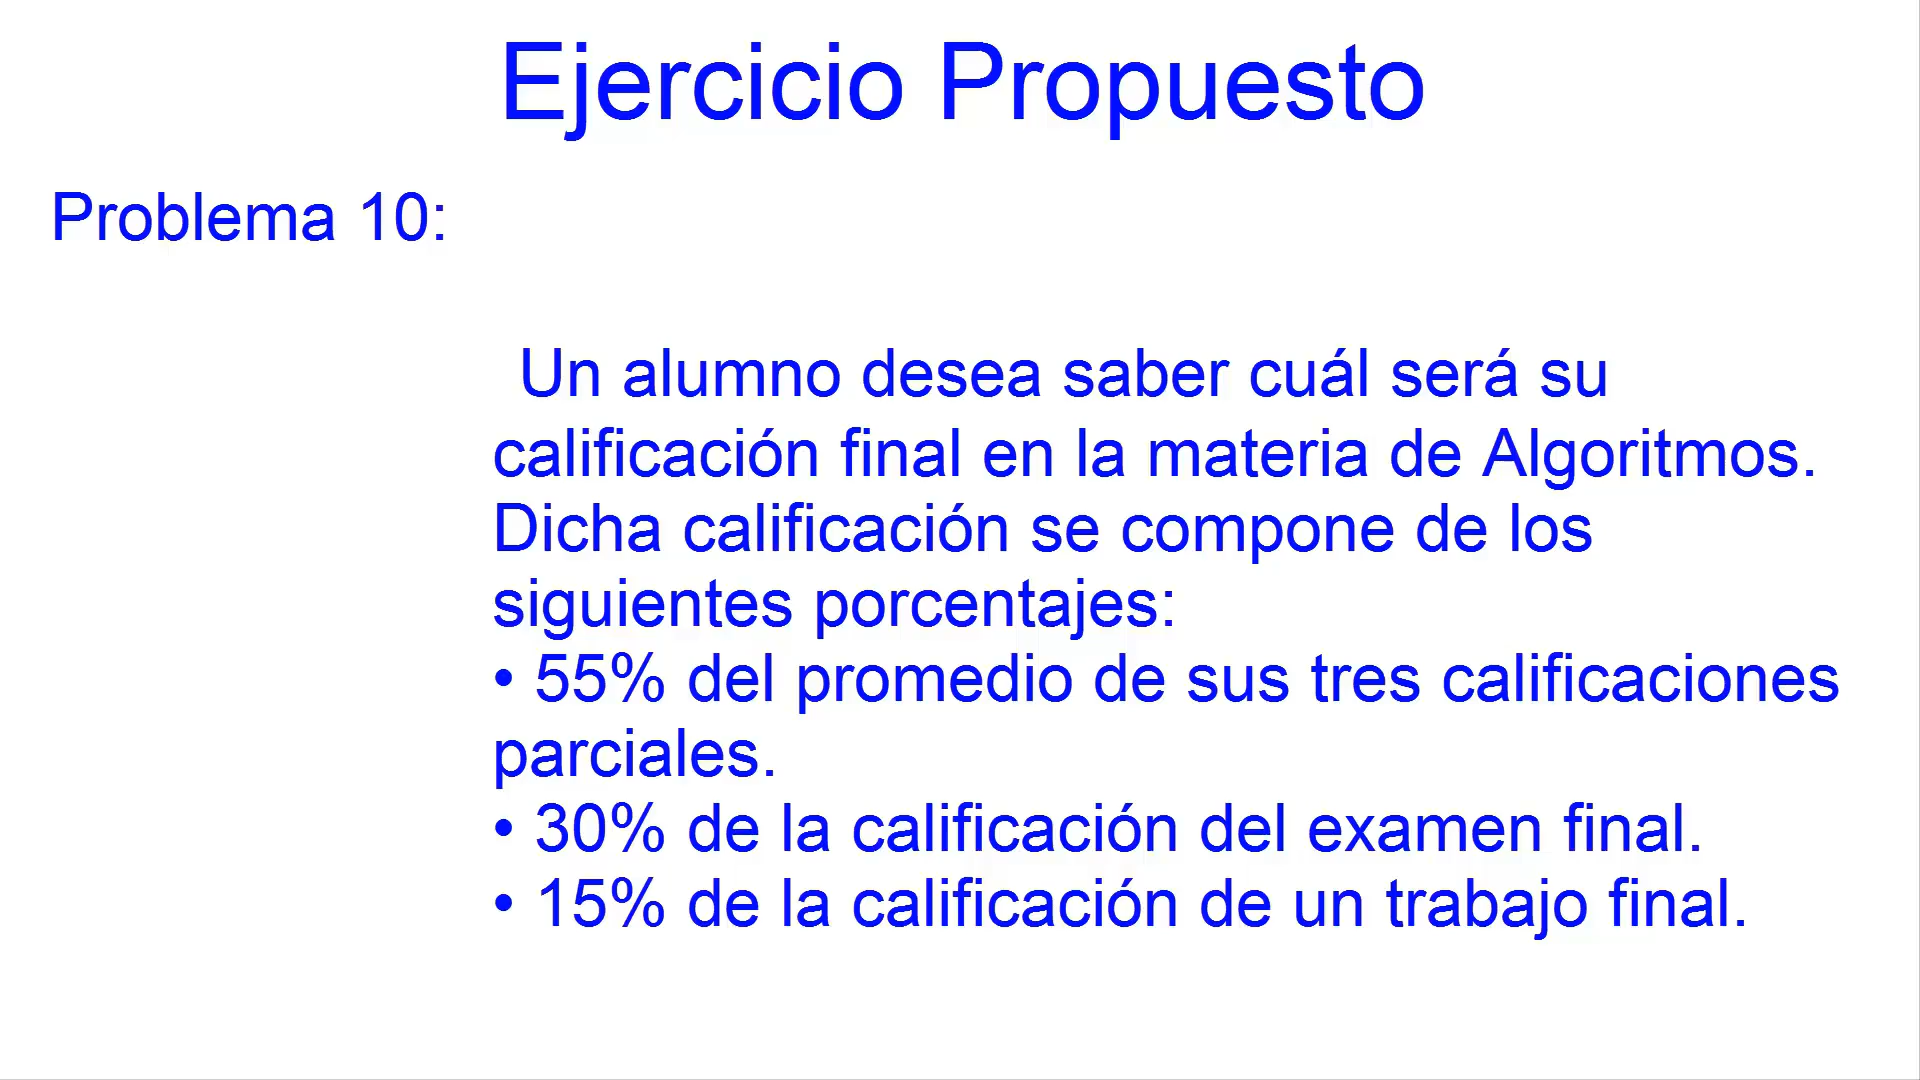 Ejercicio Propuesto
Problema 10:
Un alumno desea saber cuál será su
calificación final en la materia de Algoritmos.
Dicha calificación se compone de los
siguientes porcentajes:
• 55% del promedio de sus tres calificaciones
parciales.
• 30% de la calificación del examen final.
• 15% de la calificación de un trabajo final.